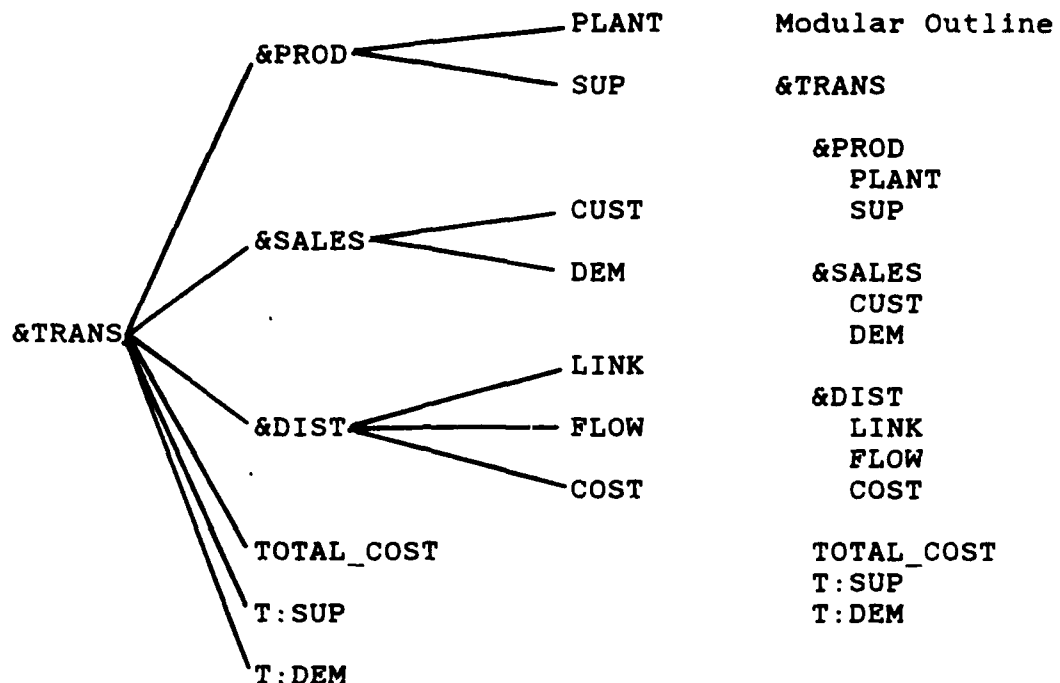 PLANT
&PROD
SUP
CUST
&SALES
DEM
&TRANS
LINK
&DIST
FLOW
COST
TOTAL_COST
T:SUP
T:DEM
Modular Outline
&TRANS
&PROD
PLANT
SUP
&SALES
CUST
DEM
&DIST
LINK
FLOW
COST
TOTAL_COST
T:SUP
T:DEM